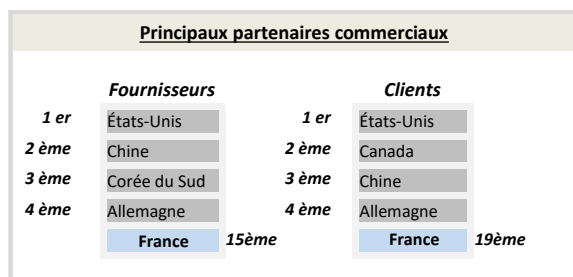 Principaux partenaires commerciaux
Fournisseurs Clients
1 er États-Unis 1 er États-Unis
2 ème Chine 2 ème Canada
3 ème Corée du Sud 3 ème Chine
4 ème Allemagne 4 ème Allemagne
France 15ème France 19ème